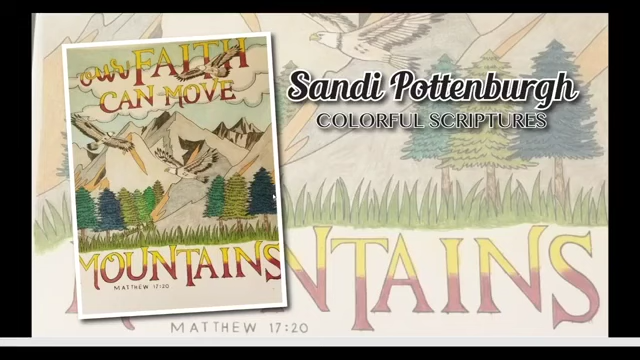 our FAITH
CAN MOVE
MOUNTAINS
MATTHEW 17:20
Sandi Pottenburgh
COLORFUL SCRIPTURES
NTAINS
MATTHEW 17:20